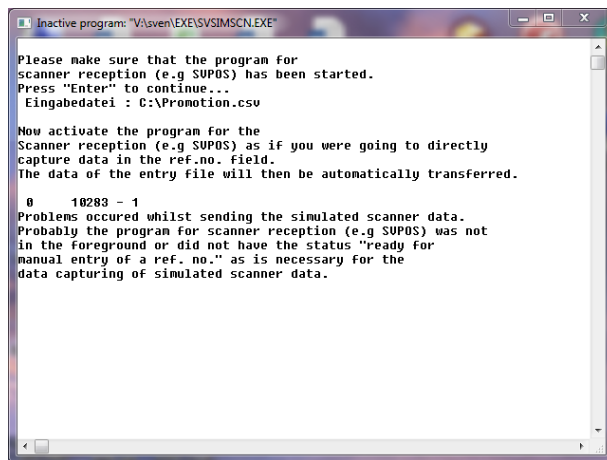 Inactive program: "V:\sven\EXE\SVSIMSCN.EXE"
Please make sure that the program for
scanner reception (e.g SVPOS) has been started.
Press "Enter" to continue...
Eingabedatei : C:\Promotion.csv
Now activate the program for the
Scanner reception (e.g SVPOS) as if you were going to directly
capture data in the ref.no. field.
The data of the entry file will then be automatically transferred.
0 10283 - 1
Problems occured whilst sending the simulated scanner data.
Probably the program for scanner reception (e.g SVPOS) was not
in the foreground or did not have the status "ready for
manual entry of a ref. no." as is necessary for the
data capturing of simulated scanner data.